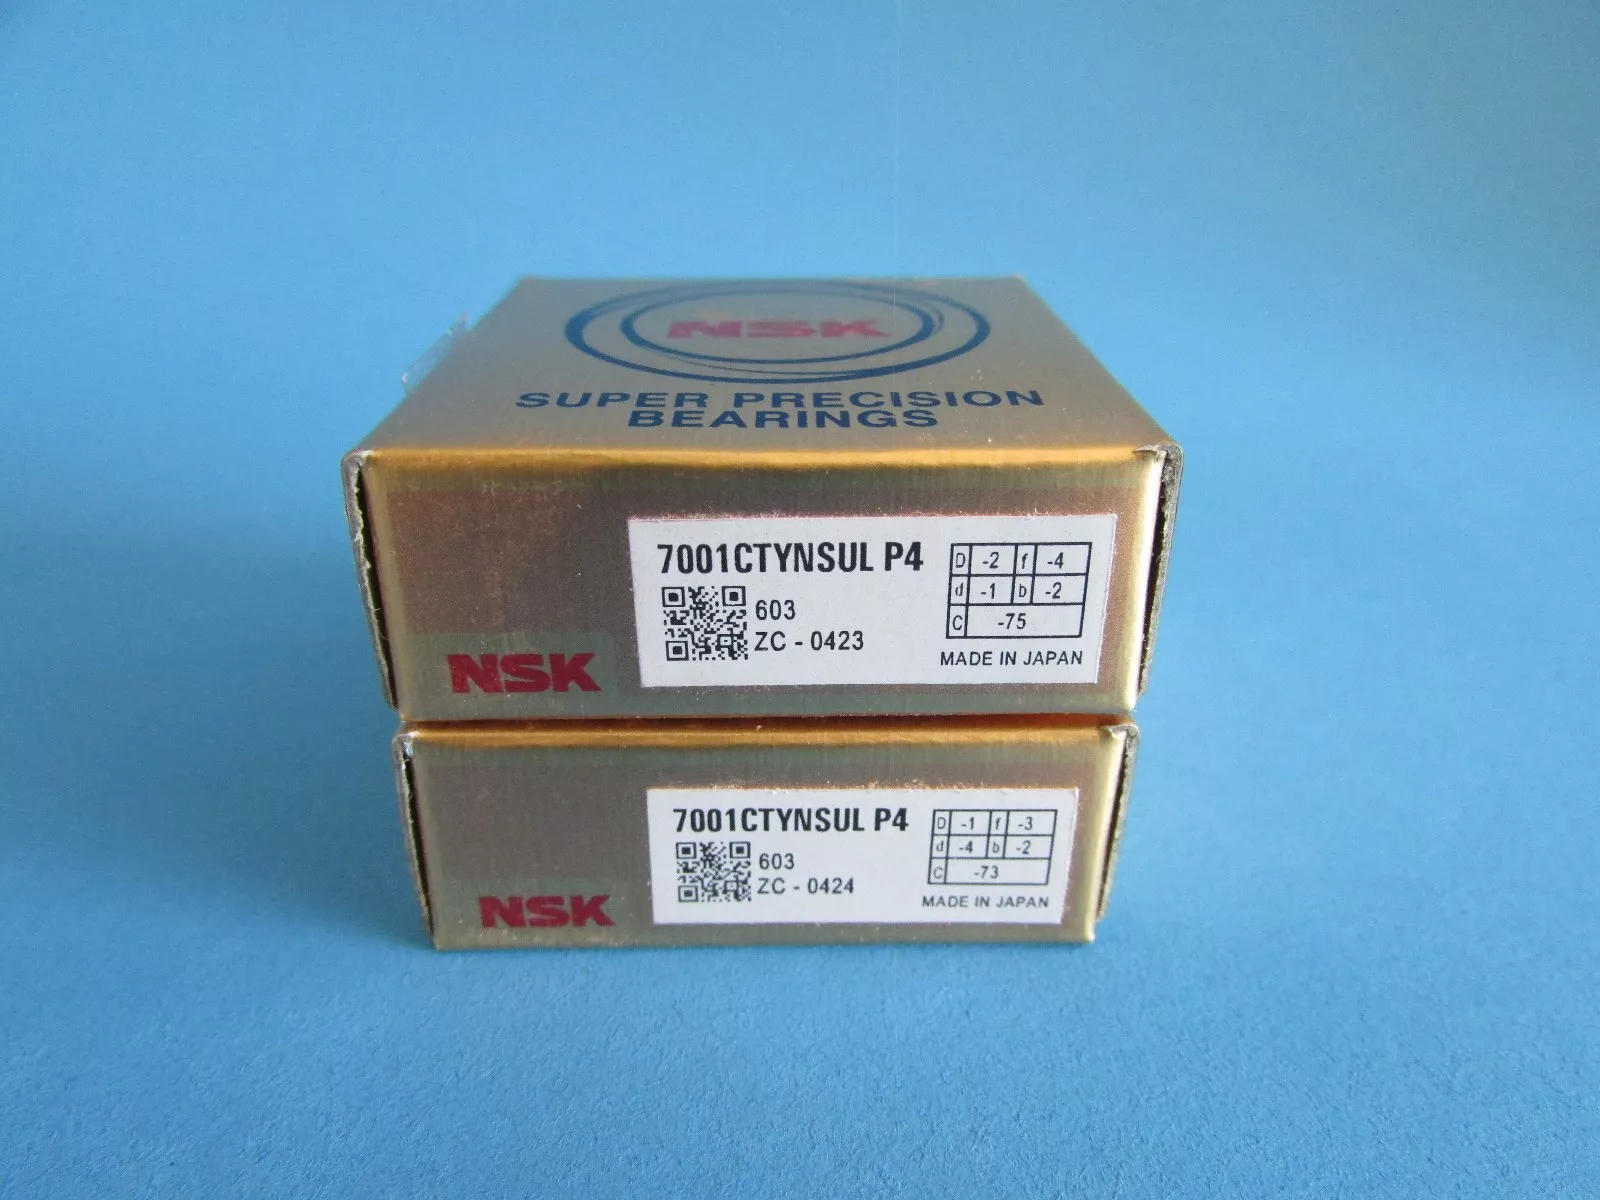 NSK
SUPER PRECISION
BEARINGS
7001CTYNSUL P4
603
ZC - 0423
D -2 f -4
d -1 b -2
C -75
MADE IN JAPAN
NSK
7001CTYNSUL P4
603
ZC - 0424
D -1 f -3
d -4 b -2
C -73
MADE IN JAPAN
NSK